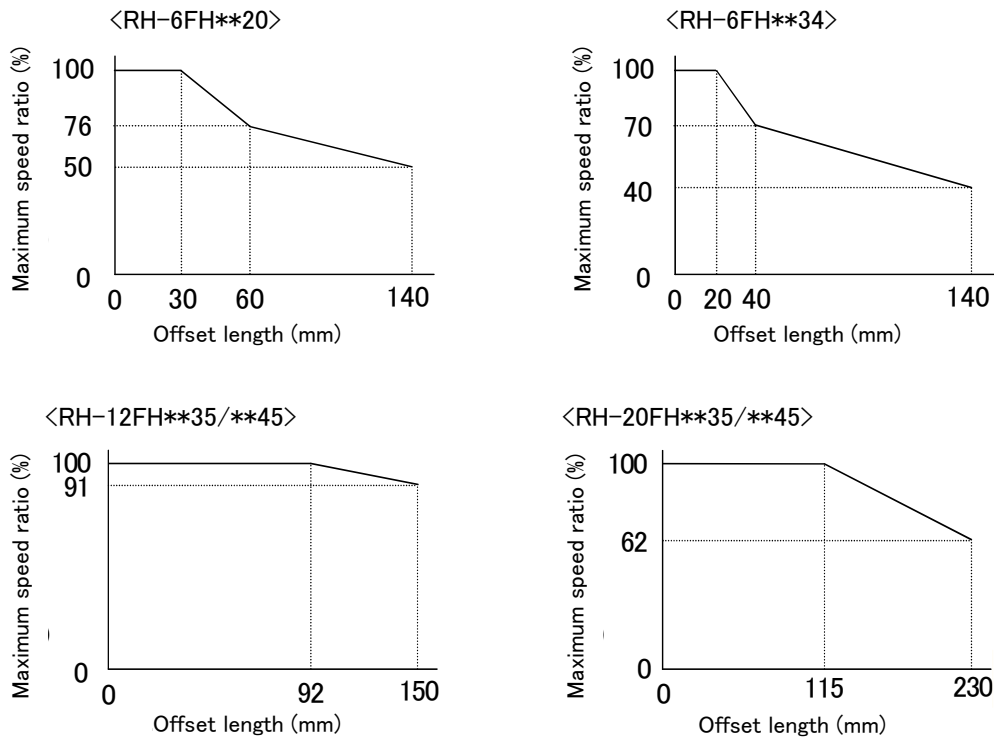 <RH-6FH**20>
Maximum speed ratio (%)
100
76
50
0
0 30 60 140
Offset length (mm)
<RH-6FH**34>
Maximum speed ratio (%)
100
70
40
0
0 20 40 140
Offset length (mm)
<RH-12FH**35/**45>
Maximum speed ratio (%)
100
91
0
0 92 150
Offset length (mm)
<RH-20FH**35/**45>
Maximum speed ratio (%)
100
62
0
0 115 230
Offset length (mm)